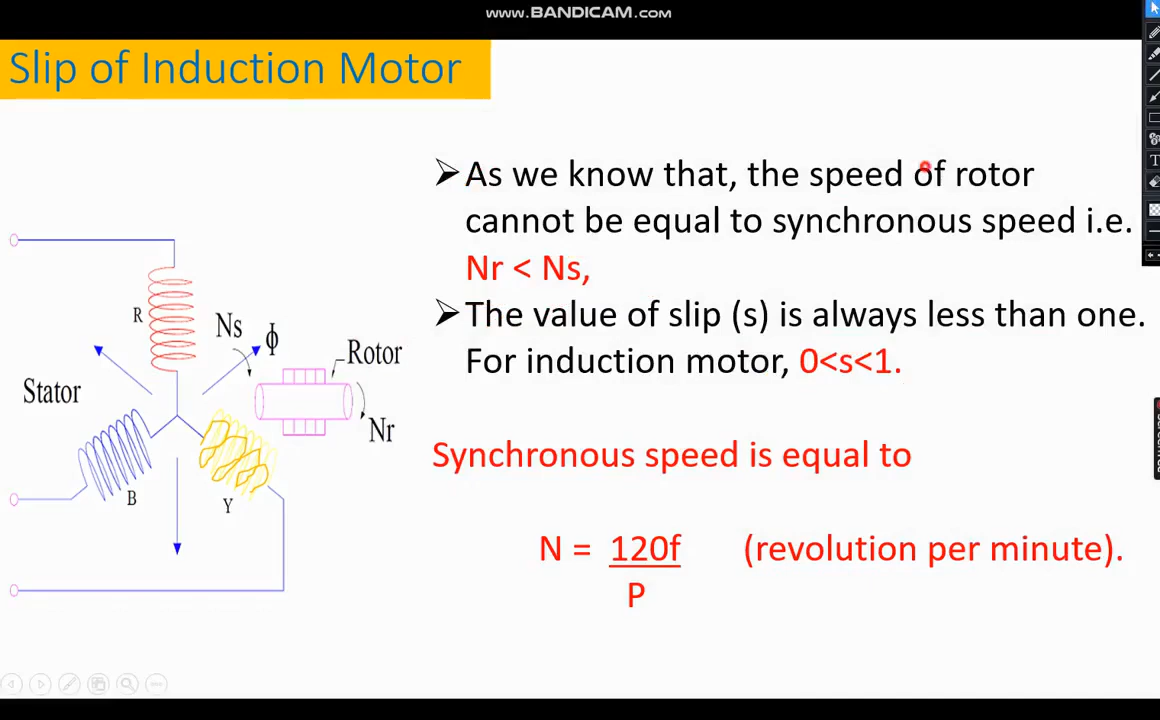 WWW.BANDICAM.COM
Slip of Induction Motor
➢As we know that, the speed of rotor
cannot be equal to synchronous speed i.e.
Nr < Ns,
➢The value of slip (s) is always less than one.
For induction motor, 0<s<1.
Synchronous speed is equal to
N = 120f (revolution per minute).
P
R
Ns
ϕ
Rotor
Stator
Nr
B
Y